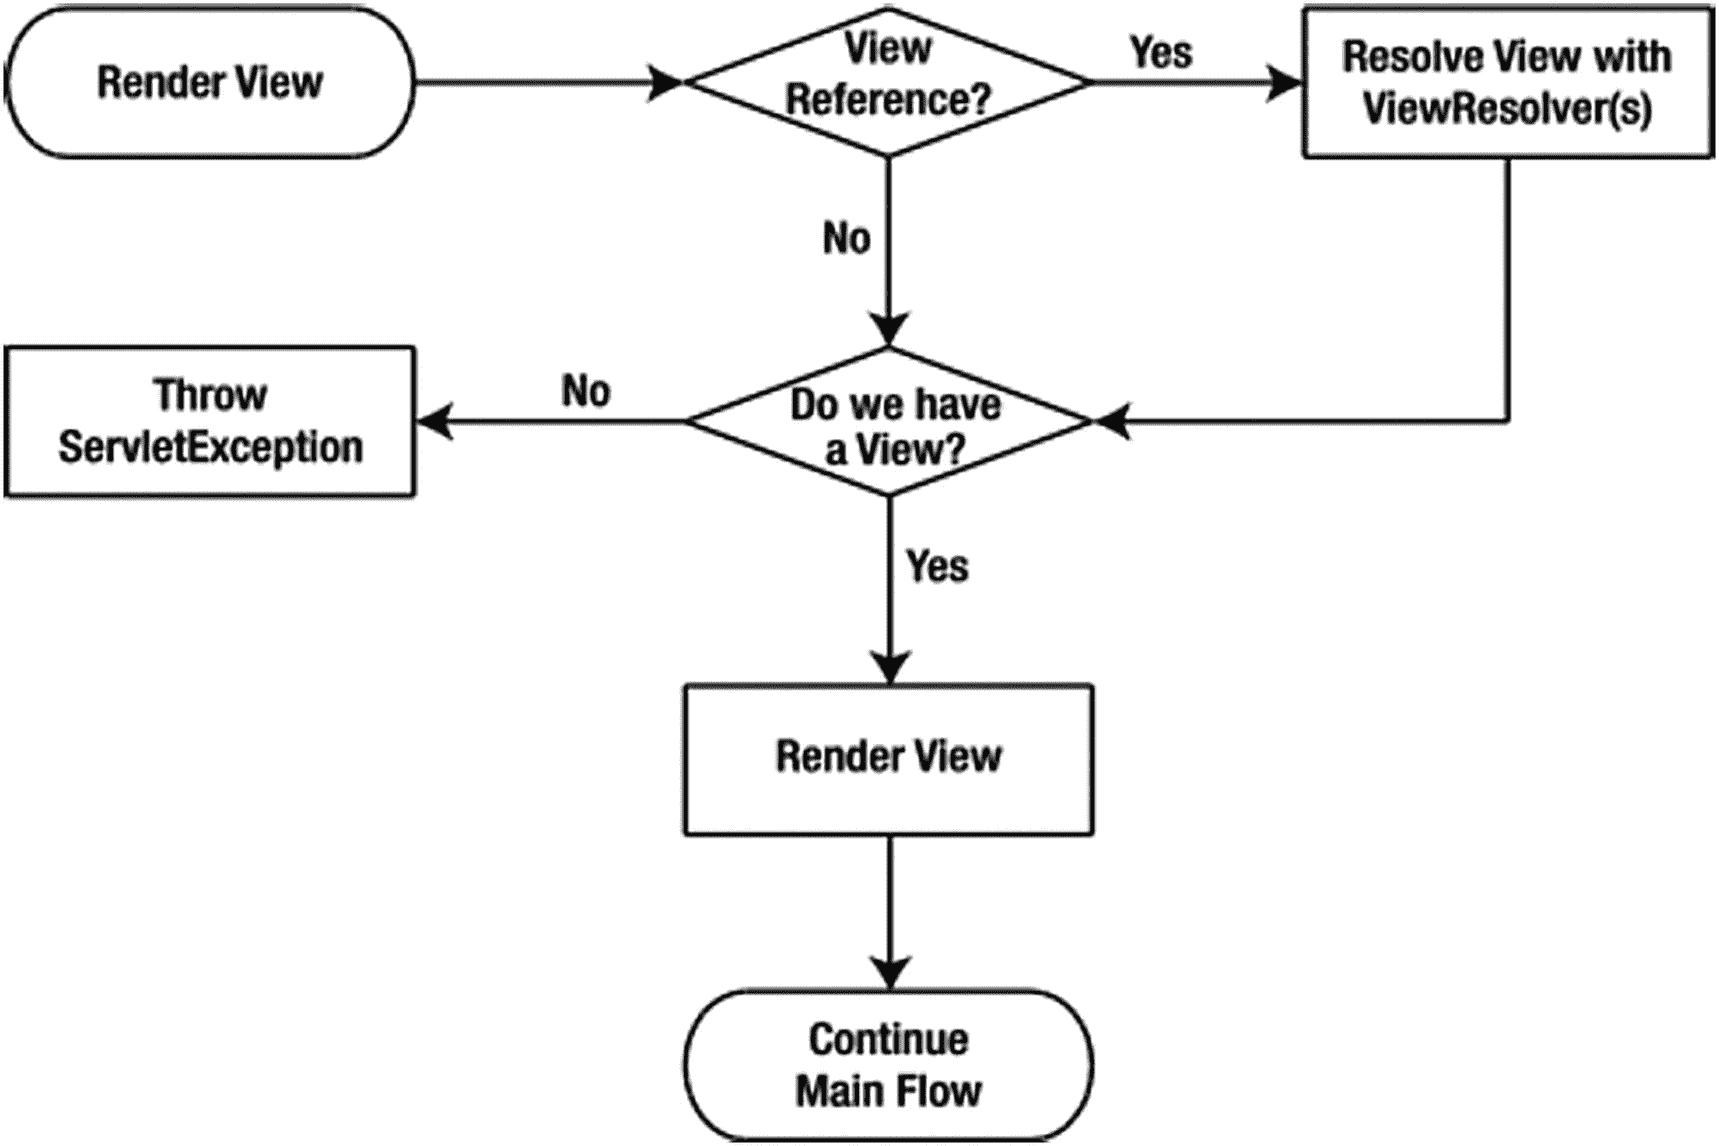 Render View
View
Reference?
Yes
Resolve View with
ViewResolver(s)
No
Throw
ServletException
No
Do we have
a View?
Yes
Render View
Continue
Main Flow